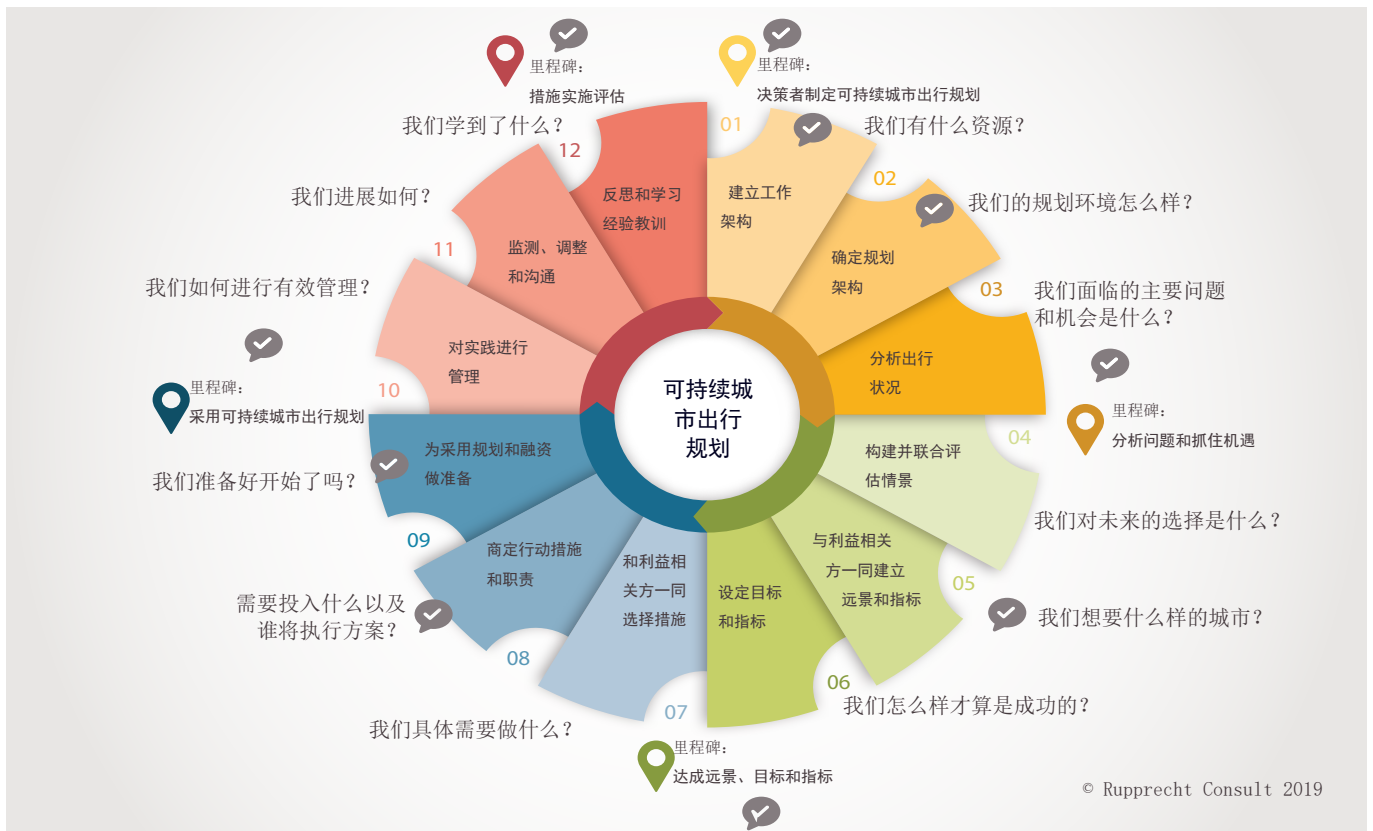 里程碑：
措施实施评估
里程碑：
决策者制定可持续城市出行规划
我们学到了什么？
我们有什么资源？
01
建立工作
架构
02
我们的规划环境怎么样？
确定规划
架构
03
我们面临的主要问题
和机会是什么？
分析出行
状况
里程碑：
分析问题和抓住机遇
04
构建并联合评
估情景
我们对未来的选择是什么？
05
与利益相关
方一同建立
远景和指标
我们想要什么样的城市？
06
设定目标
和指标
我们怎么样才算是成功的？
里程碑：
达成远景、目标和指标
07
和利益相
关方一同
选择措施
我们具体需要做什么？
08
商定行动措施
和职责
需要投入什么以及
谁将执行方案？
09
为采用规划和融资
做准备
我们准备好开始了吗？
里程碑：
采用可持续城市出行规划
10
对实践进行
管理
我们如何进行有效管理？
11
监测、调整
和沟通
我们进展如何？
12
反思和学习
经验教训
可持续城
市出行
规划
© Rupprecht Consult 2019